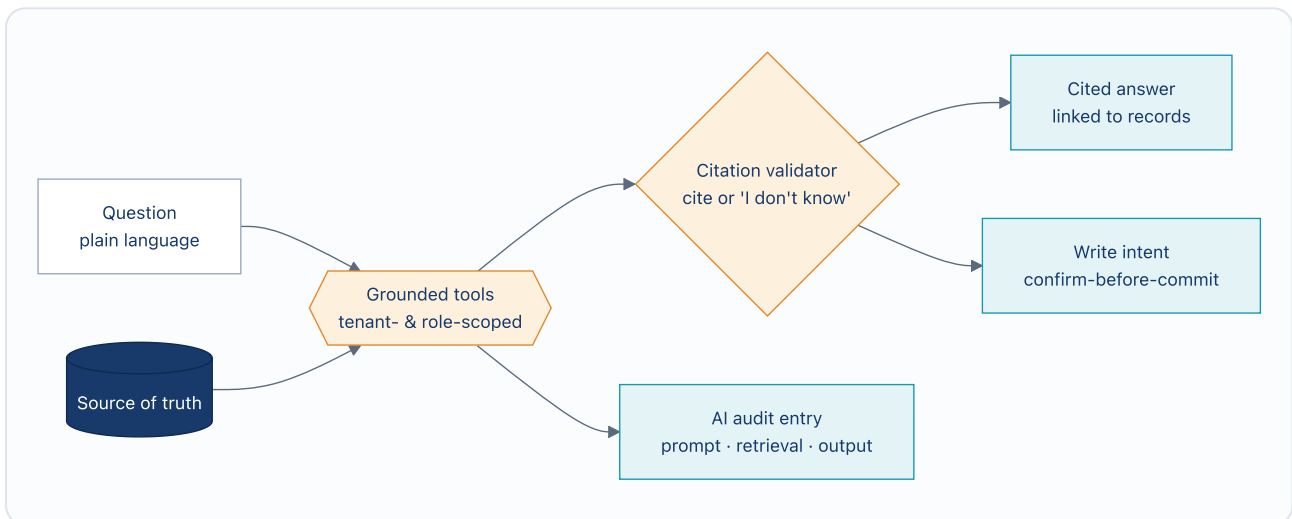 Question
plain language
Source of truth
Grounded tools
tenant- & role-scoped
Citation validator
cite or 'I don't know'
Cited answer
linked to records
Write intent
confirm-before-commit
AI audit entry
prompt · retrieval · output